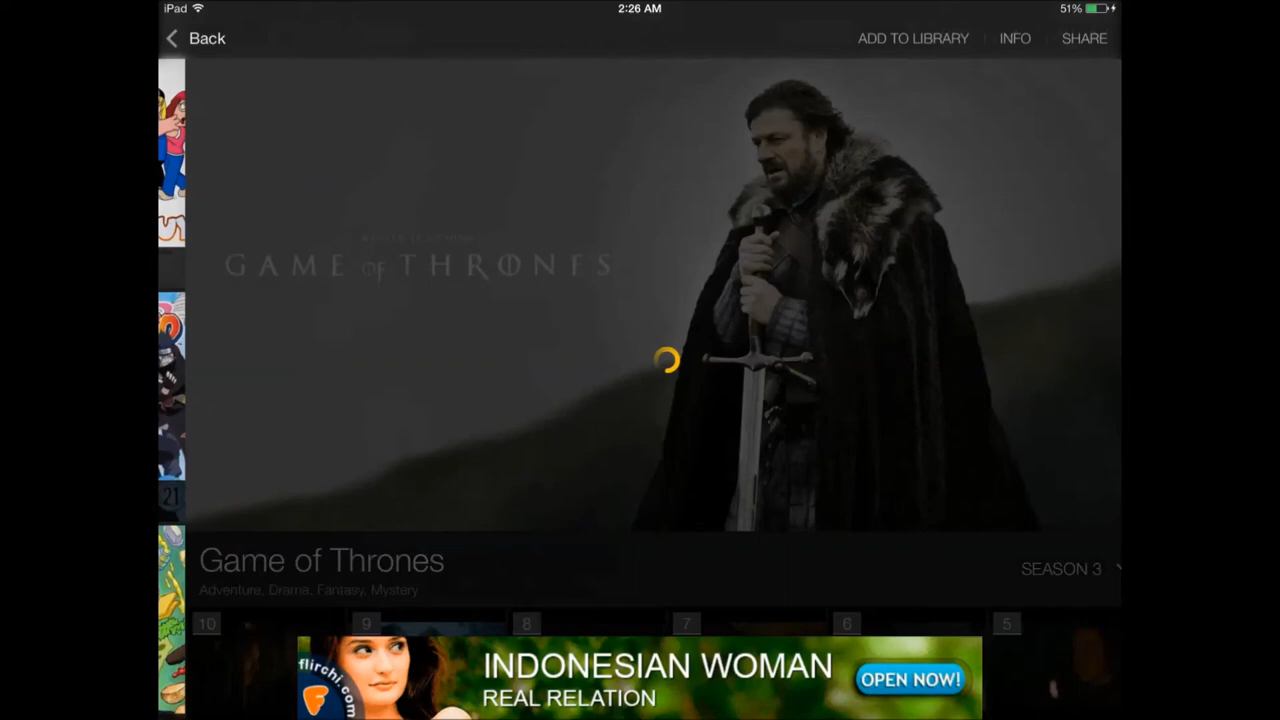 iPad
2:26 AM
51%
Back
ADD TO LIBRARY
INFO
SHARE
GAME OF THRONES
21
Game of Thrones
SEASON 3
Adventure, Drama, Fantasy, Mystery
10
9
8
7
6
5
flirchi.com
INDONESIAN WOMAN
REAL RELATION
OPEN NOW!